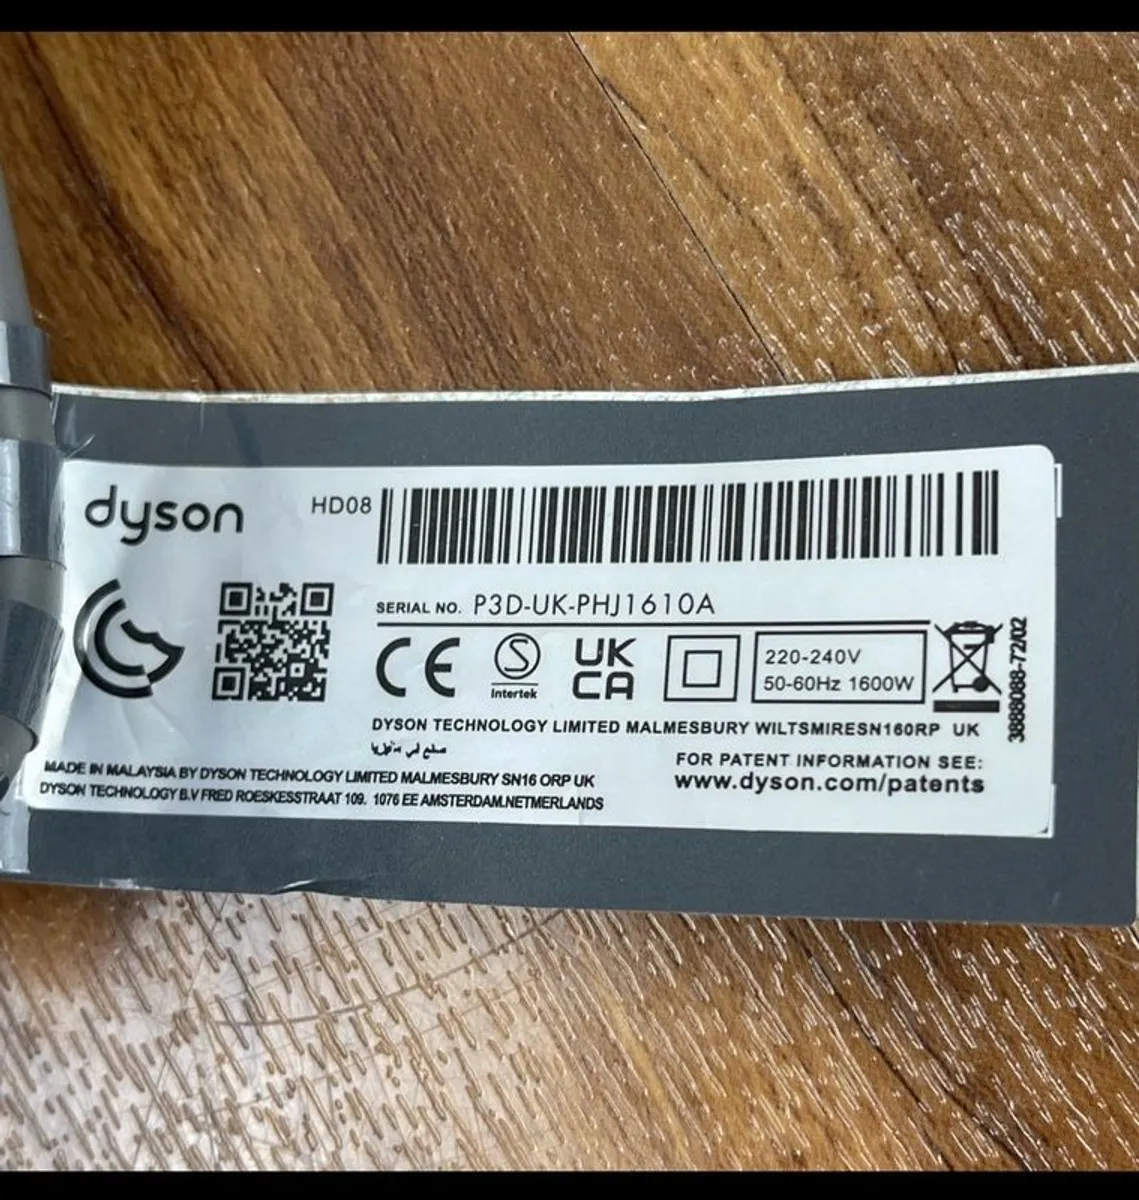 dyson
HD08
SERIAL NO. P3D-UK-PHJ1610A
CE
S
Intertek
UK
CA
220-240V
50-60Hz 1600W
3888088-72/02
DYSON TECHNOLOGY LIMITED MALMESBURY WILTSMIRESN160RP UK
MADE IN MALAYSIA BY DYSON TECHNOLOGY LIMITED MALMESBURY SN16 ORP UK
DYSON TECHNOLOGY B.V FRED ROESKESSTRAAT 109. 1076 EE AMSTERDAM.NETMERLANDS
FOR PATENT INFORMATION SEE:
www.dyson.com/patents